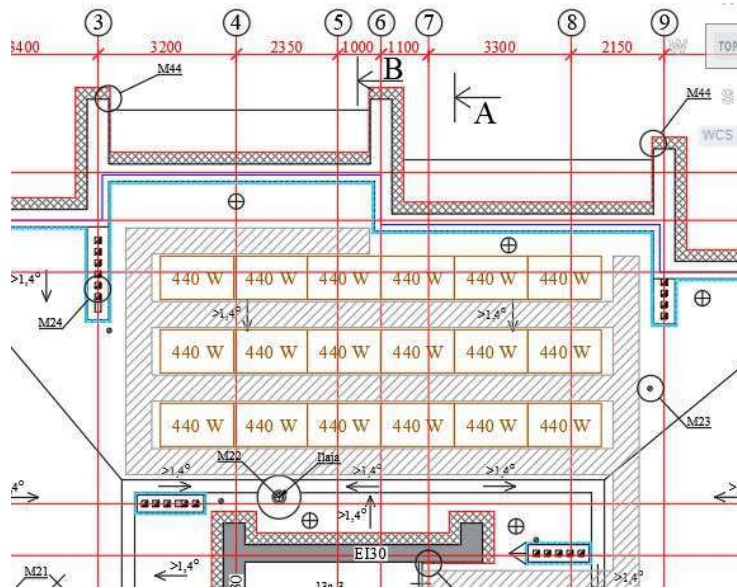 3 4 5 6 7 8 9
3400 3200 2350 1000 1100 3300 2150
W TOP
M44 B
A M44
S
WCS
440 W 440 W 440 W 440 W 440 W 440 W
>1,4°
M24 >1,4° >1,4°
440 W 440 W 440 W 440 W 440 W 440 W
M23
440 W 440 W 440 W 440 W 440 W 440 W
M22 Ilaja
>1,4° >1,4° >1,4°
>1,4°
>1,4°
EI30
M21 >1,4° >1,4°